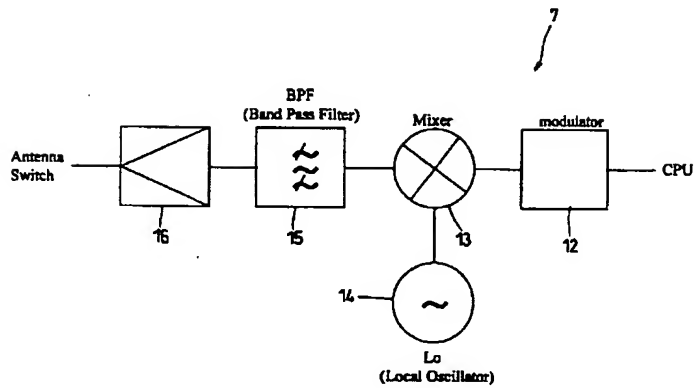 7
BPF
(Band Pass Filter)
Mixer
modulator
Antenna
Switch
CPU
16
15
13
12
14
Lo
(Local Oscillator)